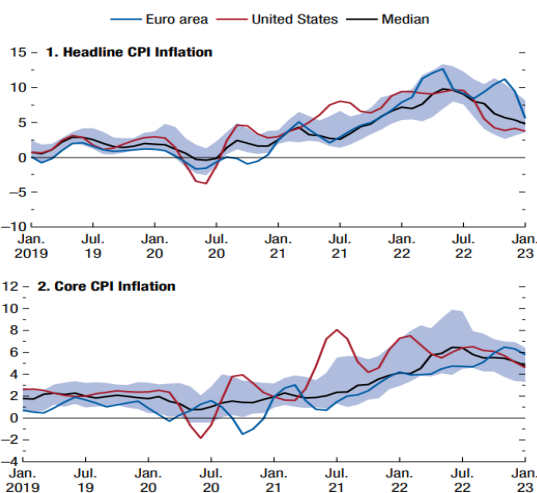 Euro area United States Median
1. Headline CPI Inflation
15
10
5
0
−5
−10
Jan. Jul. Jan. Jul. Jan. Jul. Jan. Jul. Jan.
2019 19 20 20 21 21 22 22 23
2. Core CPI Inflation
12
10
8
6
4
2
0
−2
−4
Jan. Jul. Jan. Jul. Jan. Jul. Jan. Jul. Jan.
2019 19 20 20 21 21 22 22 23